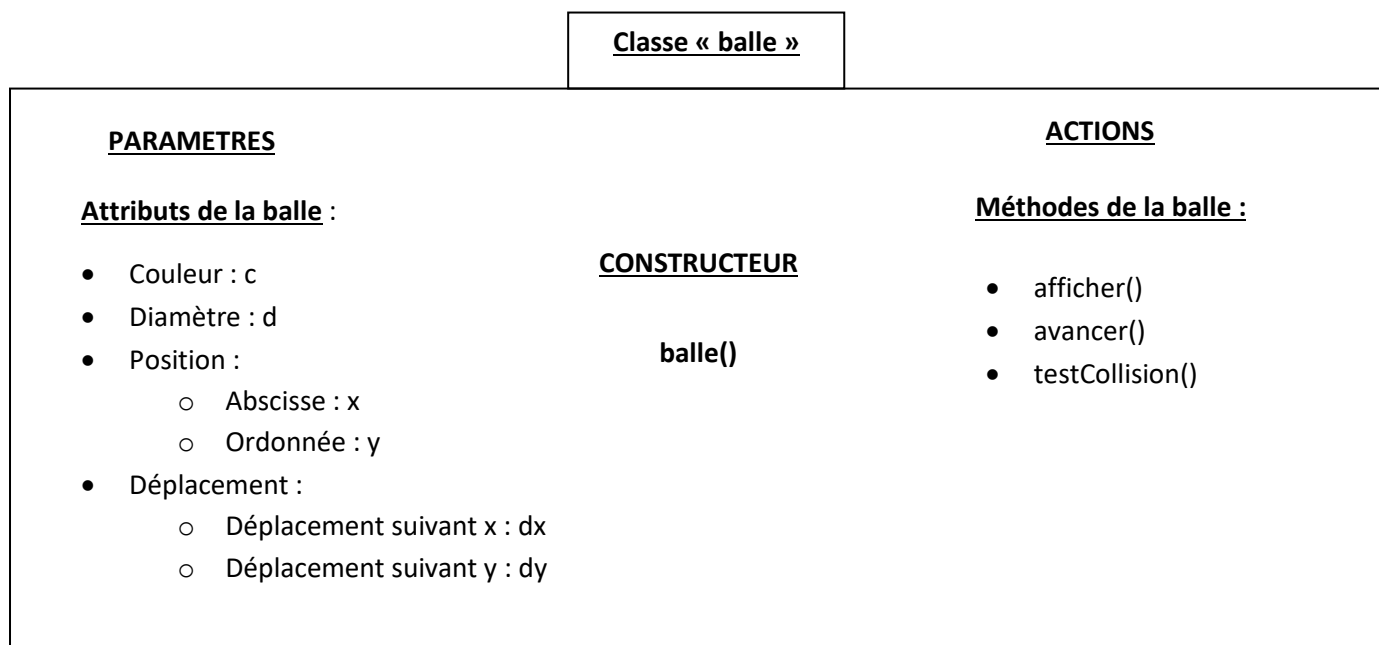 Classe « balle »
PARAMETRES
Attributs de la balle :
• Couleur : c
• Diamètre : d
• Position :
o Abscisse : x
o Ordonnée : y
• Déplacement :
o Déplacement suivant x : dx
o Déplacement suivant y : dy
CONSTRUCTEUR
balle()
ACTIONS
Méthodes de la balle :
• afficher()
• avancer()
• testCollision()